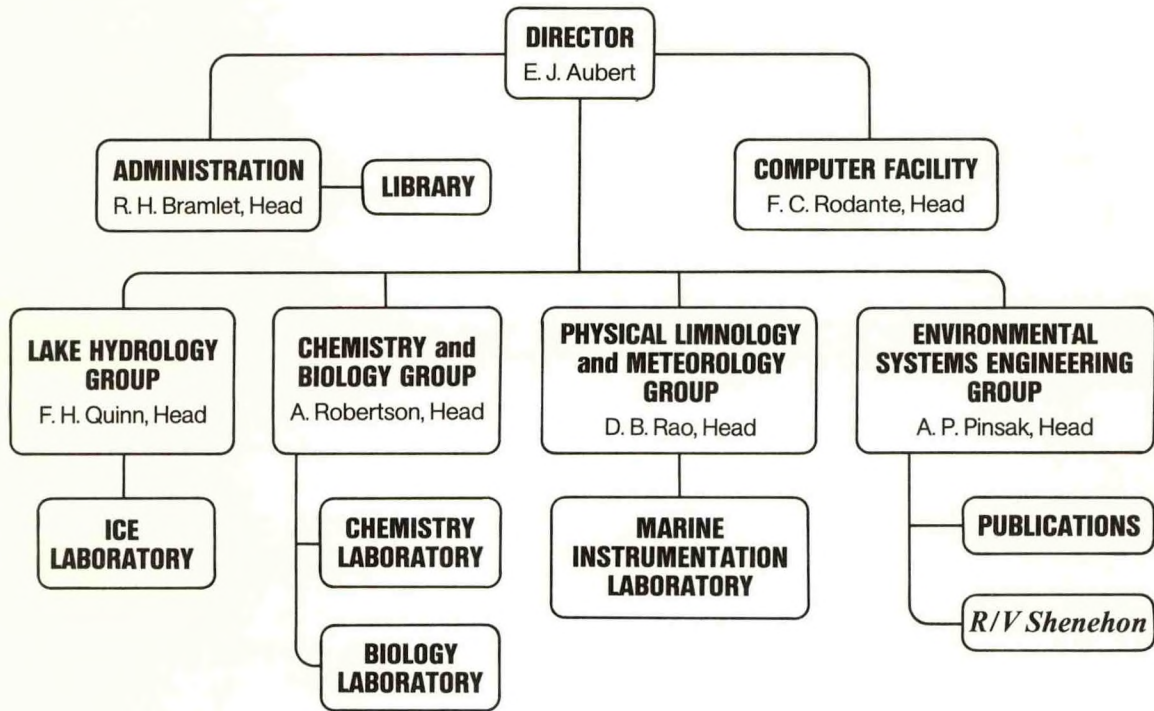 DIRECTOR
E. J. Aubert
ADMINISTRATION
R. H. Bramlet, Head
LIBRARY
COMPUTER FACILITY
F. C. Rodante, Head
LAKE HYDROLOGY
GROUP
F. H. Quinn, Head
CHEMISTRY and
BIOLOGY GROUP
A. Robertson, Head
PHYSICAL LIMNOLOGY
and METEOROLOGY
GROUP
D. B. Rao, Head
ENVIRONMENTAL
SYSTEMS ENGINEERING
GROUP
A. P. Pinsak, Head
ICE
LABORATORY
CHEMISTRY
LABORATORY
BIOLOGY
LABORATORY
MARINE
INSTRUMENTATION
LABORATORY
PUBLICATIONS
R/V Shenehon